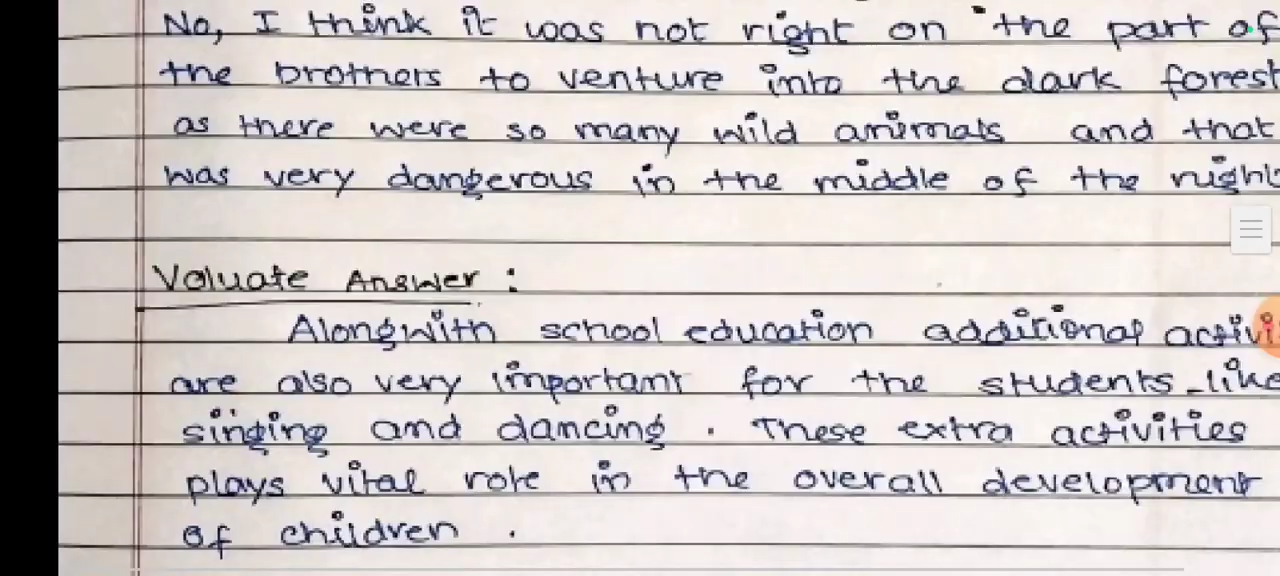 No, I think it was not right on the part of
the brothers to venture into the dark forest
as there were so many wild animals and that
was very dangerous in the middle of the night
Valuate Answer :
Alongwith school education additional activi
are also very important for the students like
singing and dancing. These extra activities
plays vital role in the overall development
of children.